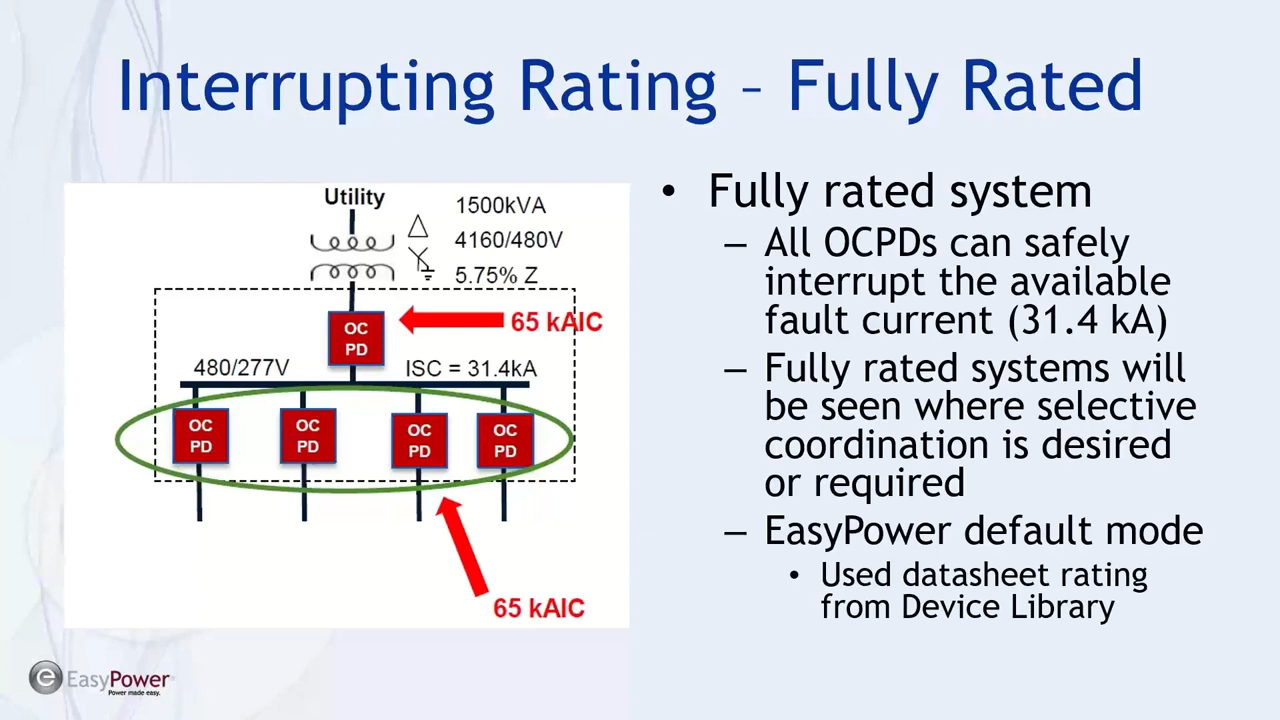 Interrupting Rating – Fully Rated
Utility
1500kVA
4160/480V
5.75% Z
OC
PD
65 kAIC
480/277V
ISC = 31.4kA
OC
PD
OC
PD
OC
PD
OC
PD
65 kAIC
• Fully rated system
– All OCPDs can safely
interrupt the available
fault current (31.4 kA)
– Fully rated systems will
be seen where selective
coordination is desired
or required
– EasyPower default mode
• Used datasheet rating
from Device Library
e EasyPower
Power made easy.